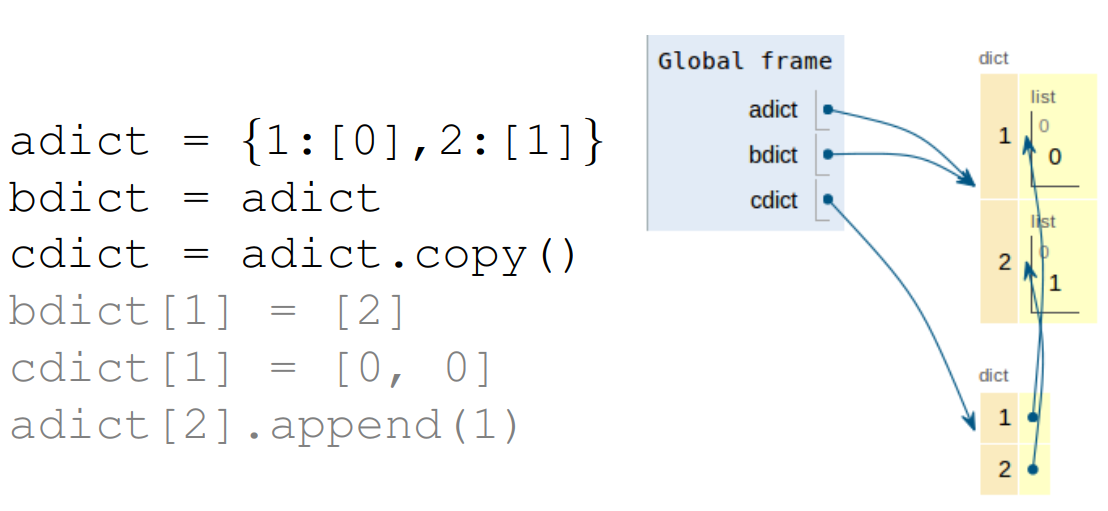 adict = {1:[0],2:[1]}
bdict = adict
cdict = adict.copy()
bdict[1] = [2]
cdict[1] = [0, 0]
adict[2].append(1)
Global frame
adict
bdict
cdict
dict
list
1
0
0
list
2
0
1
dict
1
2